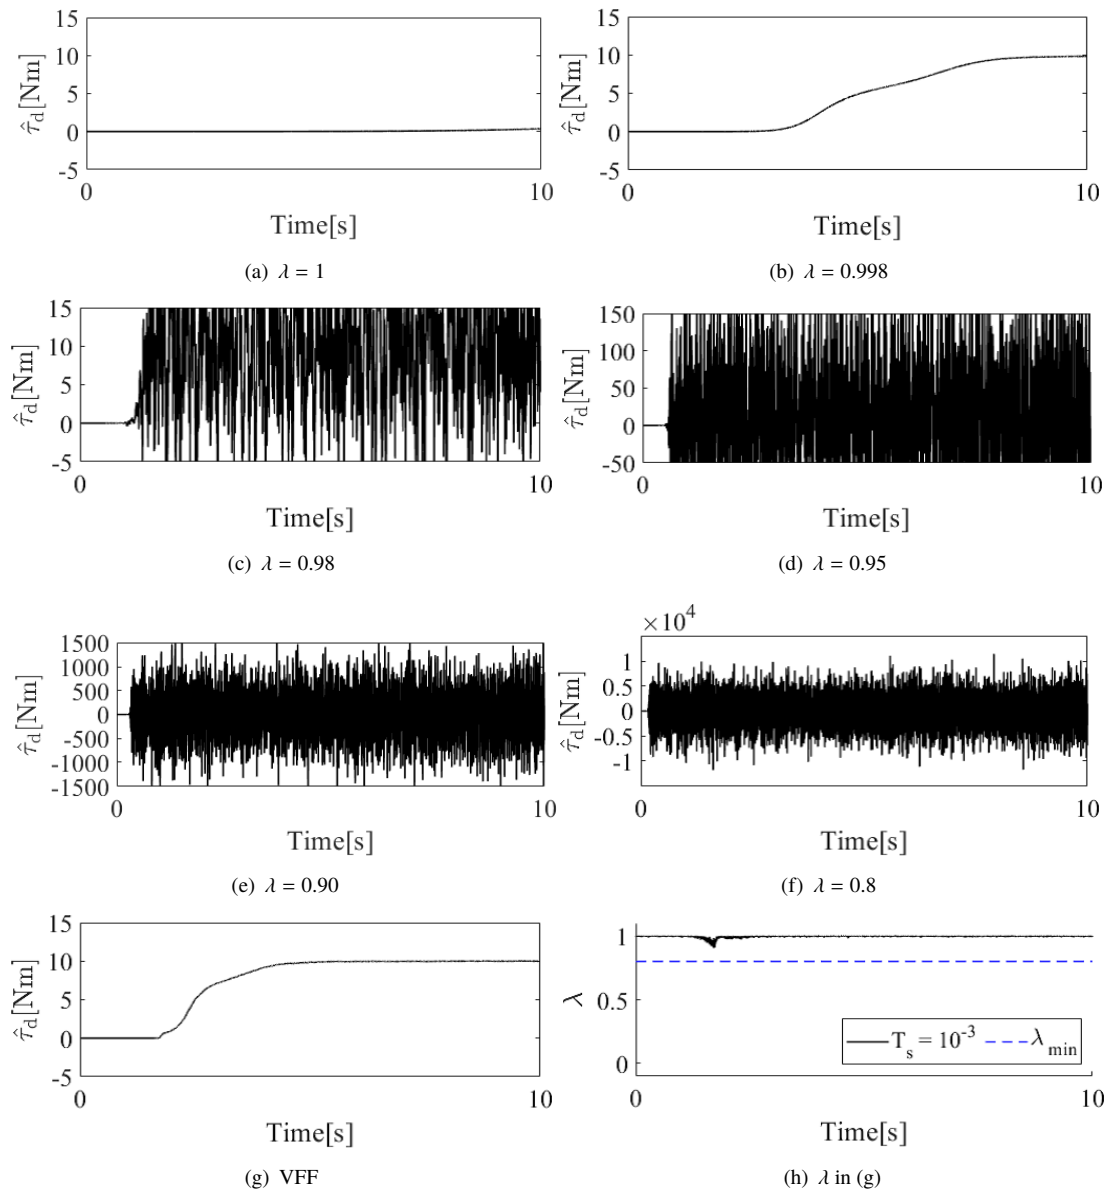 15
10
5
0
-5
τ̂d[Nm]
0
10
Time[s]
(a) λ = 1
15
10
5
0
-5
τ̂d[Nm]
0
10
Time[s]
(b) λ = 0.998
15
10
5
0
-5
τ̂d[Nm]
0
10
Time[s]
(c) λ = 0.98
150
100
50
0
-50
τ̂d[Nm]
0
10
Time[s]
(d) λ = 0.95
1500
1000
500
0
-500
-1000
-1500
τ̂d[Nm]
0
10
Time[s]
(e) λ = 0.90
×10⁴
1
0.5
0
-0.5
-1
τ̂d[Nm]
0
10
Time[s]
(f) λ = 0.8
15
10
5
0
-5
τ̂d[Nm]
0
10
Time[s]
(g) VFF
1
0.5
0
λ
Ts = 10⁻³
λmin
0
10
Time[s]
(h) λ in (g)